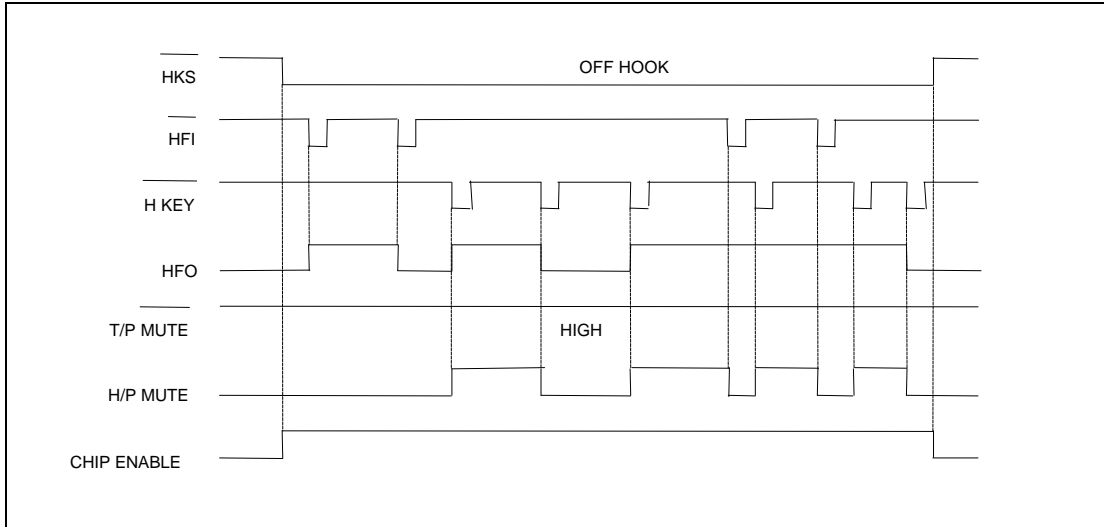 HKS
OFF HOOK
HFI
H KEY
HFO
T/P MUTE
HIGH
H/P MUTE
CHIP ENABLE